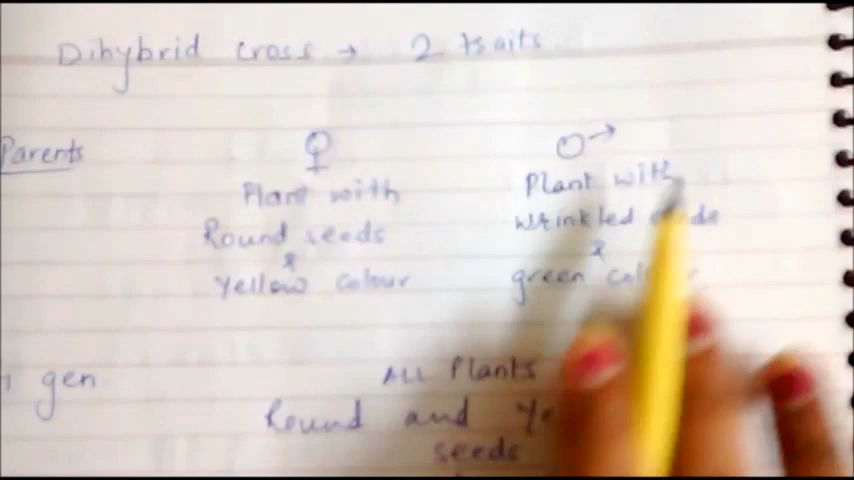 Dihybrid cross → 2 traits
Parents ♀ ♂
Plant with Plant with
Round seeds wrinkled
& &
yellow colour green
gen. ALL Plants
Round and
seeds